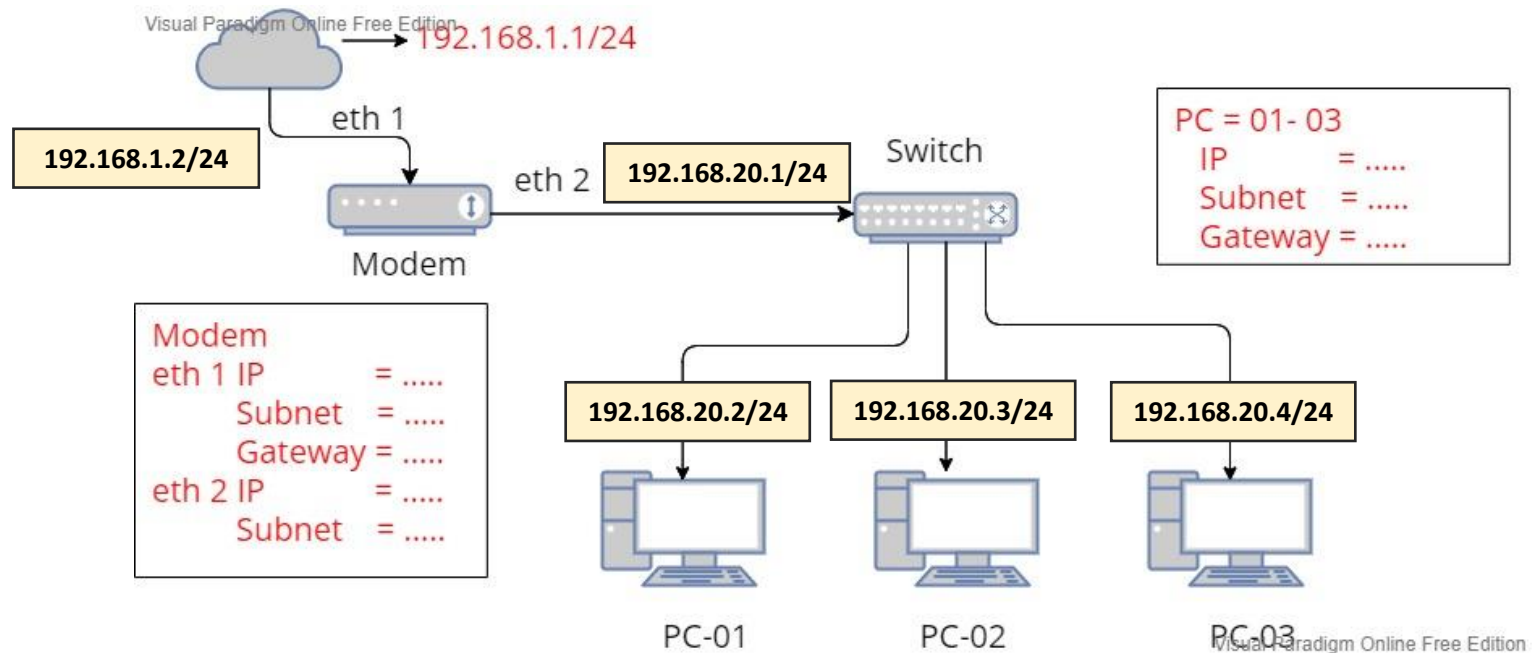 Visual Paradigm Online Free Edition
192.168.1.1/24
eth 1
192.168.1.2/24
Modem
eth 2
192.168.20.1/24
Switch
PC = 01- 03
IP = .....
Subnet = .....
Gateway = .....
Modem
eth 1 IP = .....
Subnet = .....
Gateway = .....
eth 2 IP = .....
Subnet = .....
192.168.20.2/24
192.168.20.3/24
192.168.20.4/24
PC-01
PC-02
PC-03
Visual Paradigm Online Free Edition